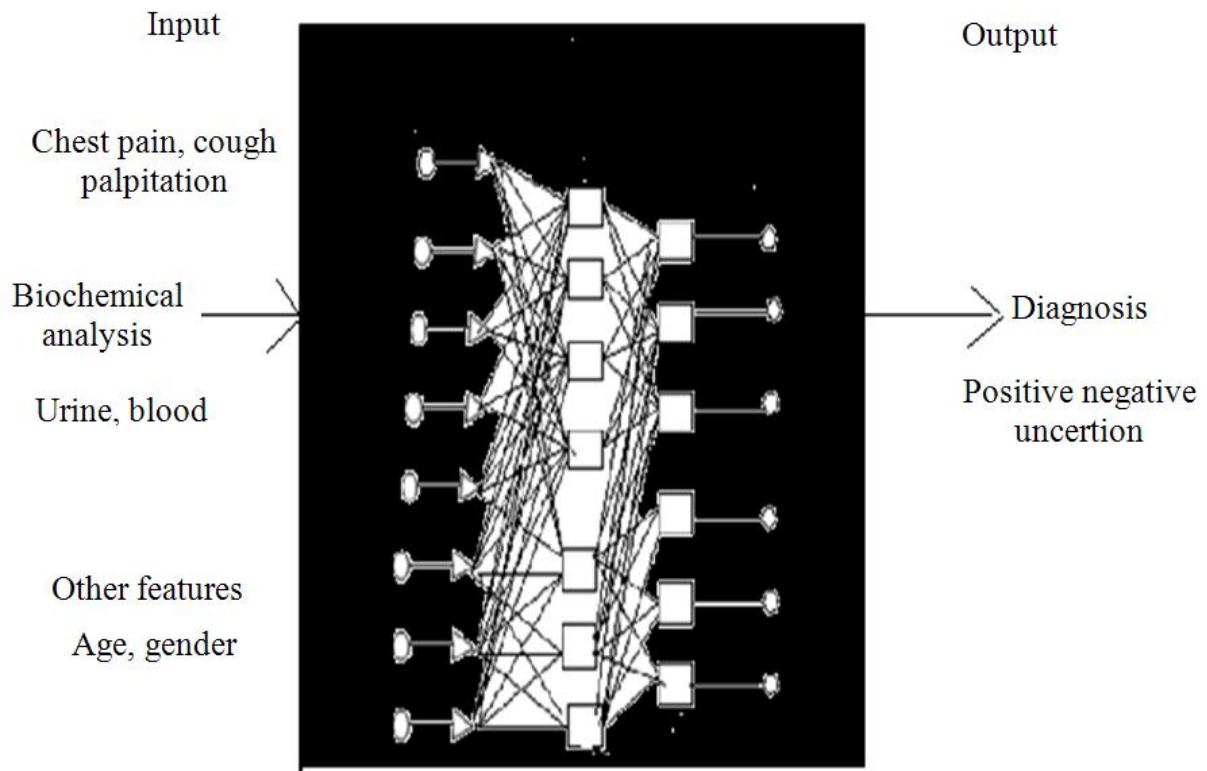 Input
Output
Chest pain, cough
palpitation
Biochemical
analysis
Urine, blood
Other features
Age, gender
Diagnosis
Positive negative
uncertion